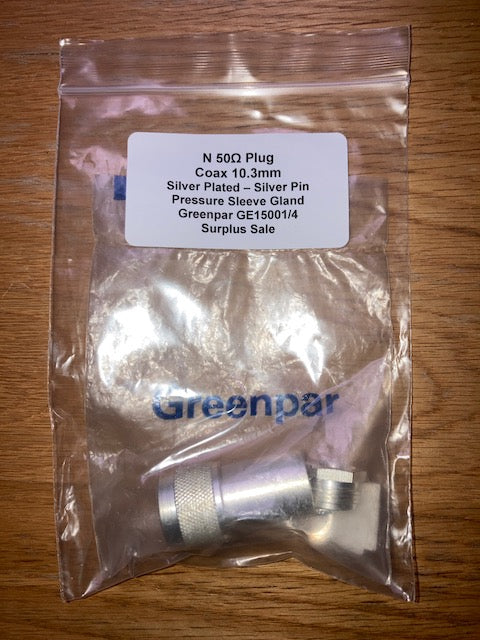 N 50Ω Plug
Coax 10.3mm
Silver Plated – Silver Pin
Pressure Sleeve Gland
Greenpar GE15001/4
Surplus Sale
Greenpar